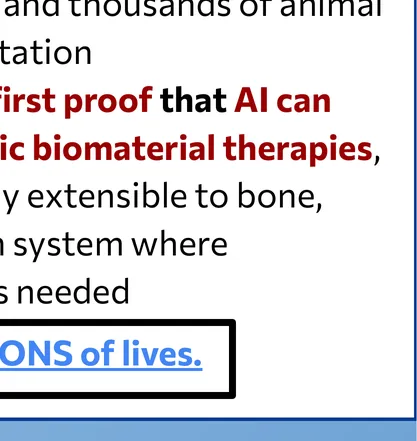 and thousands of animal
tation
first proof that AI can
ic biomaterial therapies,
y extensible to bone,
system where
s needed
ONS of lives.